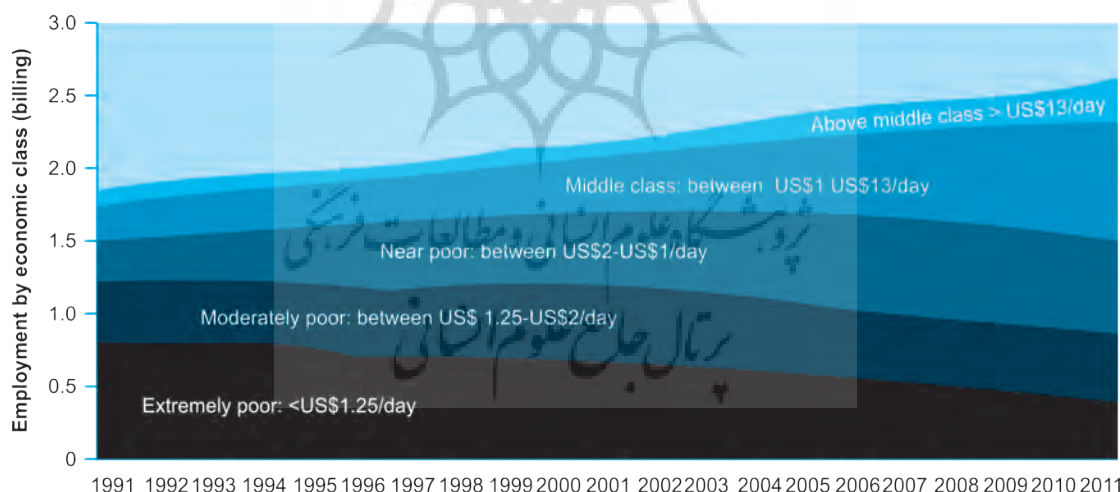 Employment by economic class (billing)
3.0
2.5
2.0
1.5
1.0
0.5
0
Above middle class > US$13/day
Middle class: between US$1 US$13/day
Near poor: between US$2-US$1/day
Moderately poor: between US$ 1.25-US$2/day
Extremely poor: <US$1.25/day
پژوهشگاه علوم انسانی و مطالعات فرهنگی
پرتال جامع علوم انسانی
1991 1992 1993 1994 1995 1996 1997 1998 1999 2000 2001 2002 2003 2004 2005 2006 2007 2008 2009 2010 201